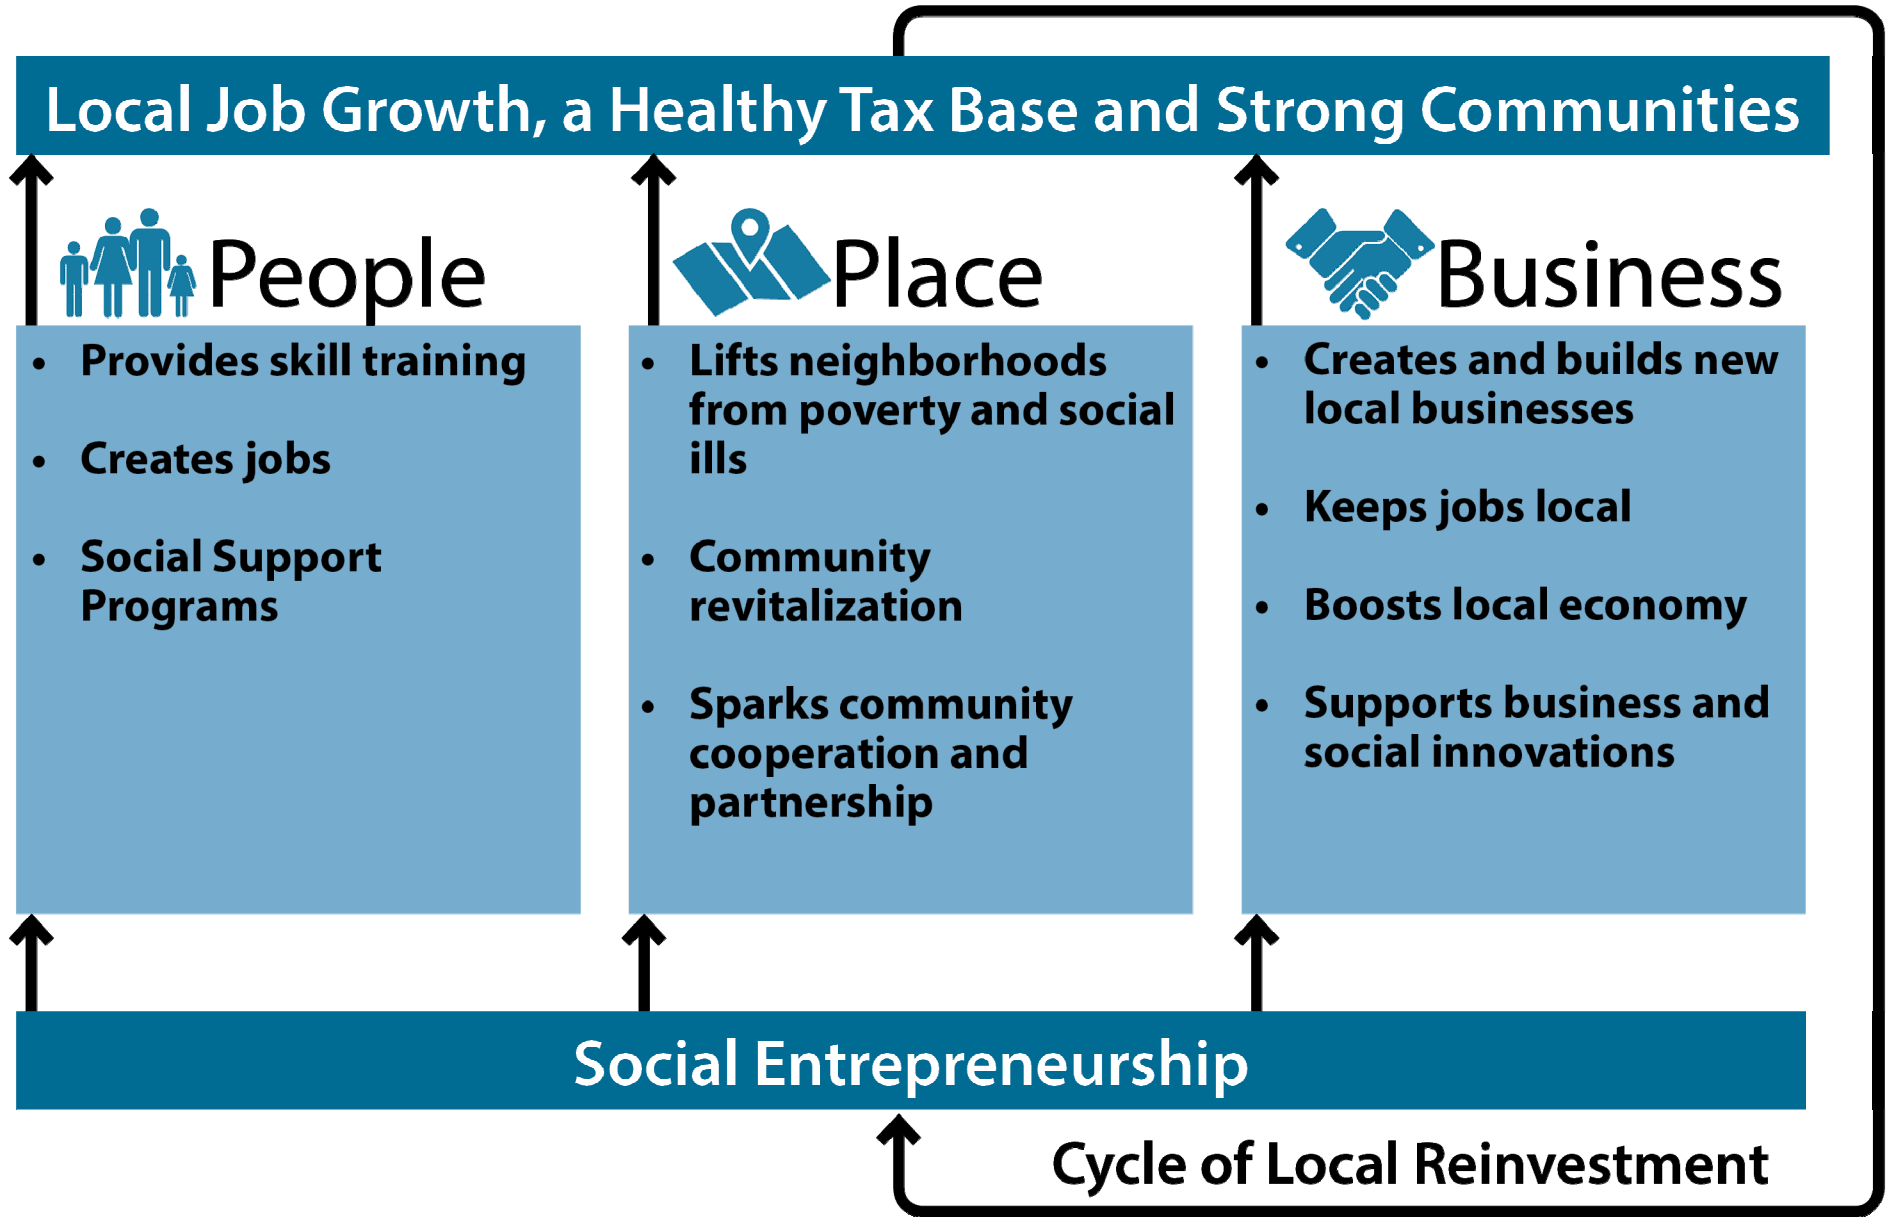 Local Job Growth, a Healthy Tax Base and Strong Communities
People
• Provides skill training
• Creates jobs
• Social Support
Programs
Place
• Lifts neighborhoods
from poverty and social
ills
• Community
revitalization
• Sparks community
cooperation and
partnership
Business
• Creates and builds new
local businesses
• Keeps jobs local
• Boosts local economy
• Supports business and
social innovations
Social Entrepreneurship
Cycle of Local Reinvestment